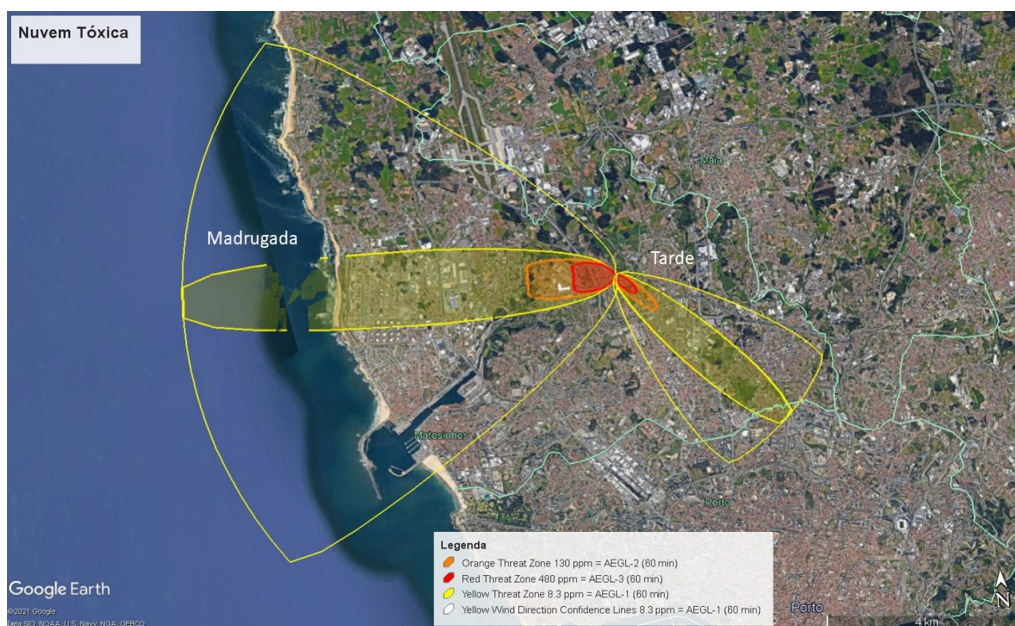 Nuvem Tóxica
Maia
Madrugada
Tarde
Matosinhos
Porto
Legenda
Orange Threat Zone 130 ppm = AEGL-2 (60 min)
Red Threat Zone 480 ppm = AEGL-3 (60 min)
Yellow Threat Zone 8.3 ppm = AEGL-1 (60 min)
Yellow Wind Direction Confidence Lines 8.3 ppm = AEGL-1 (60 min)
Google Earth
N
©2021 Google
Porto
4 km
Data SIO, NOAA, U.S. Navy, NGA, GEBCO